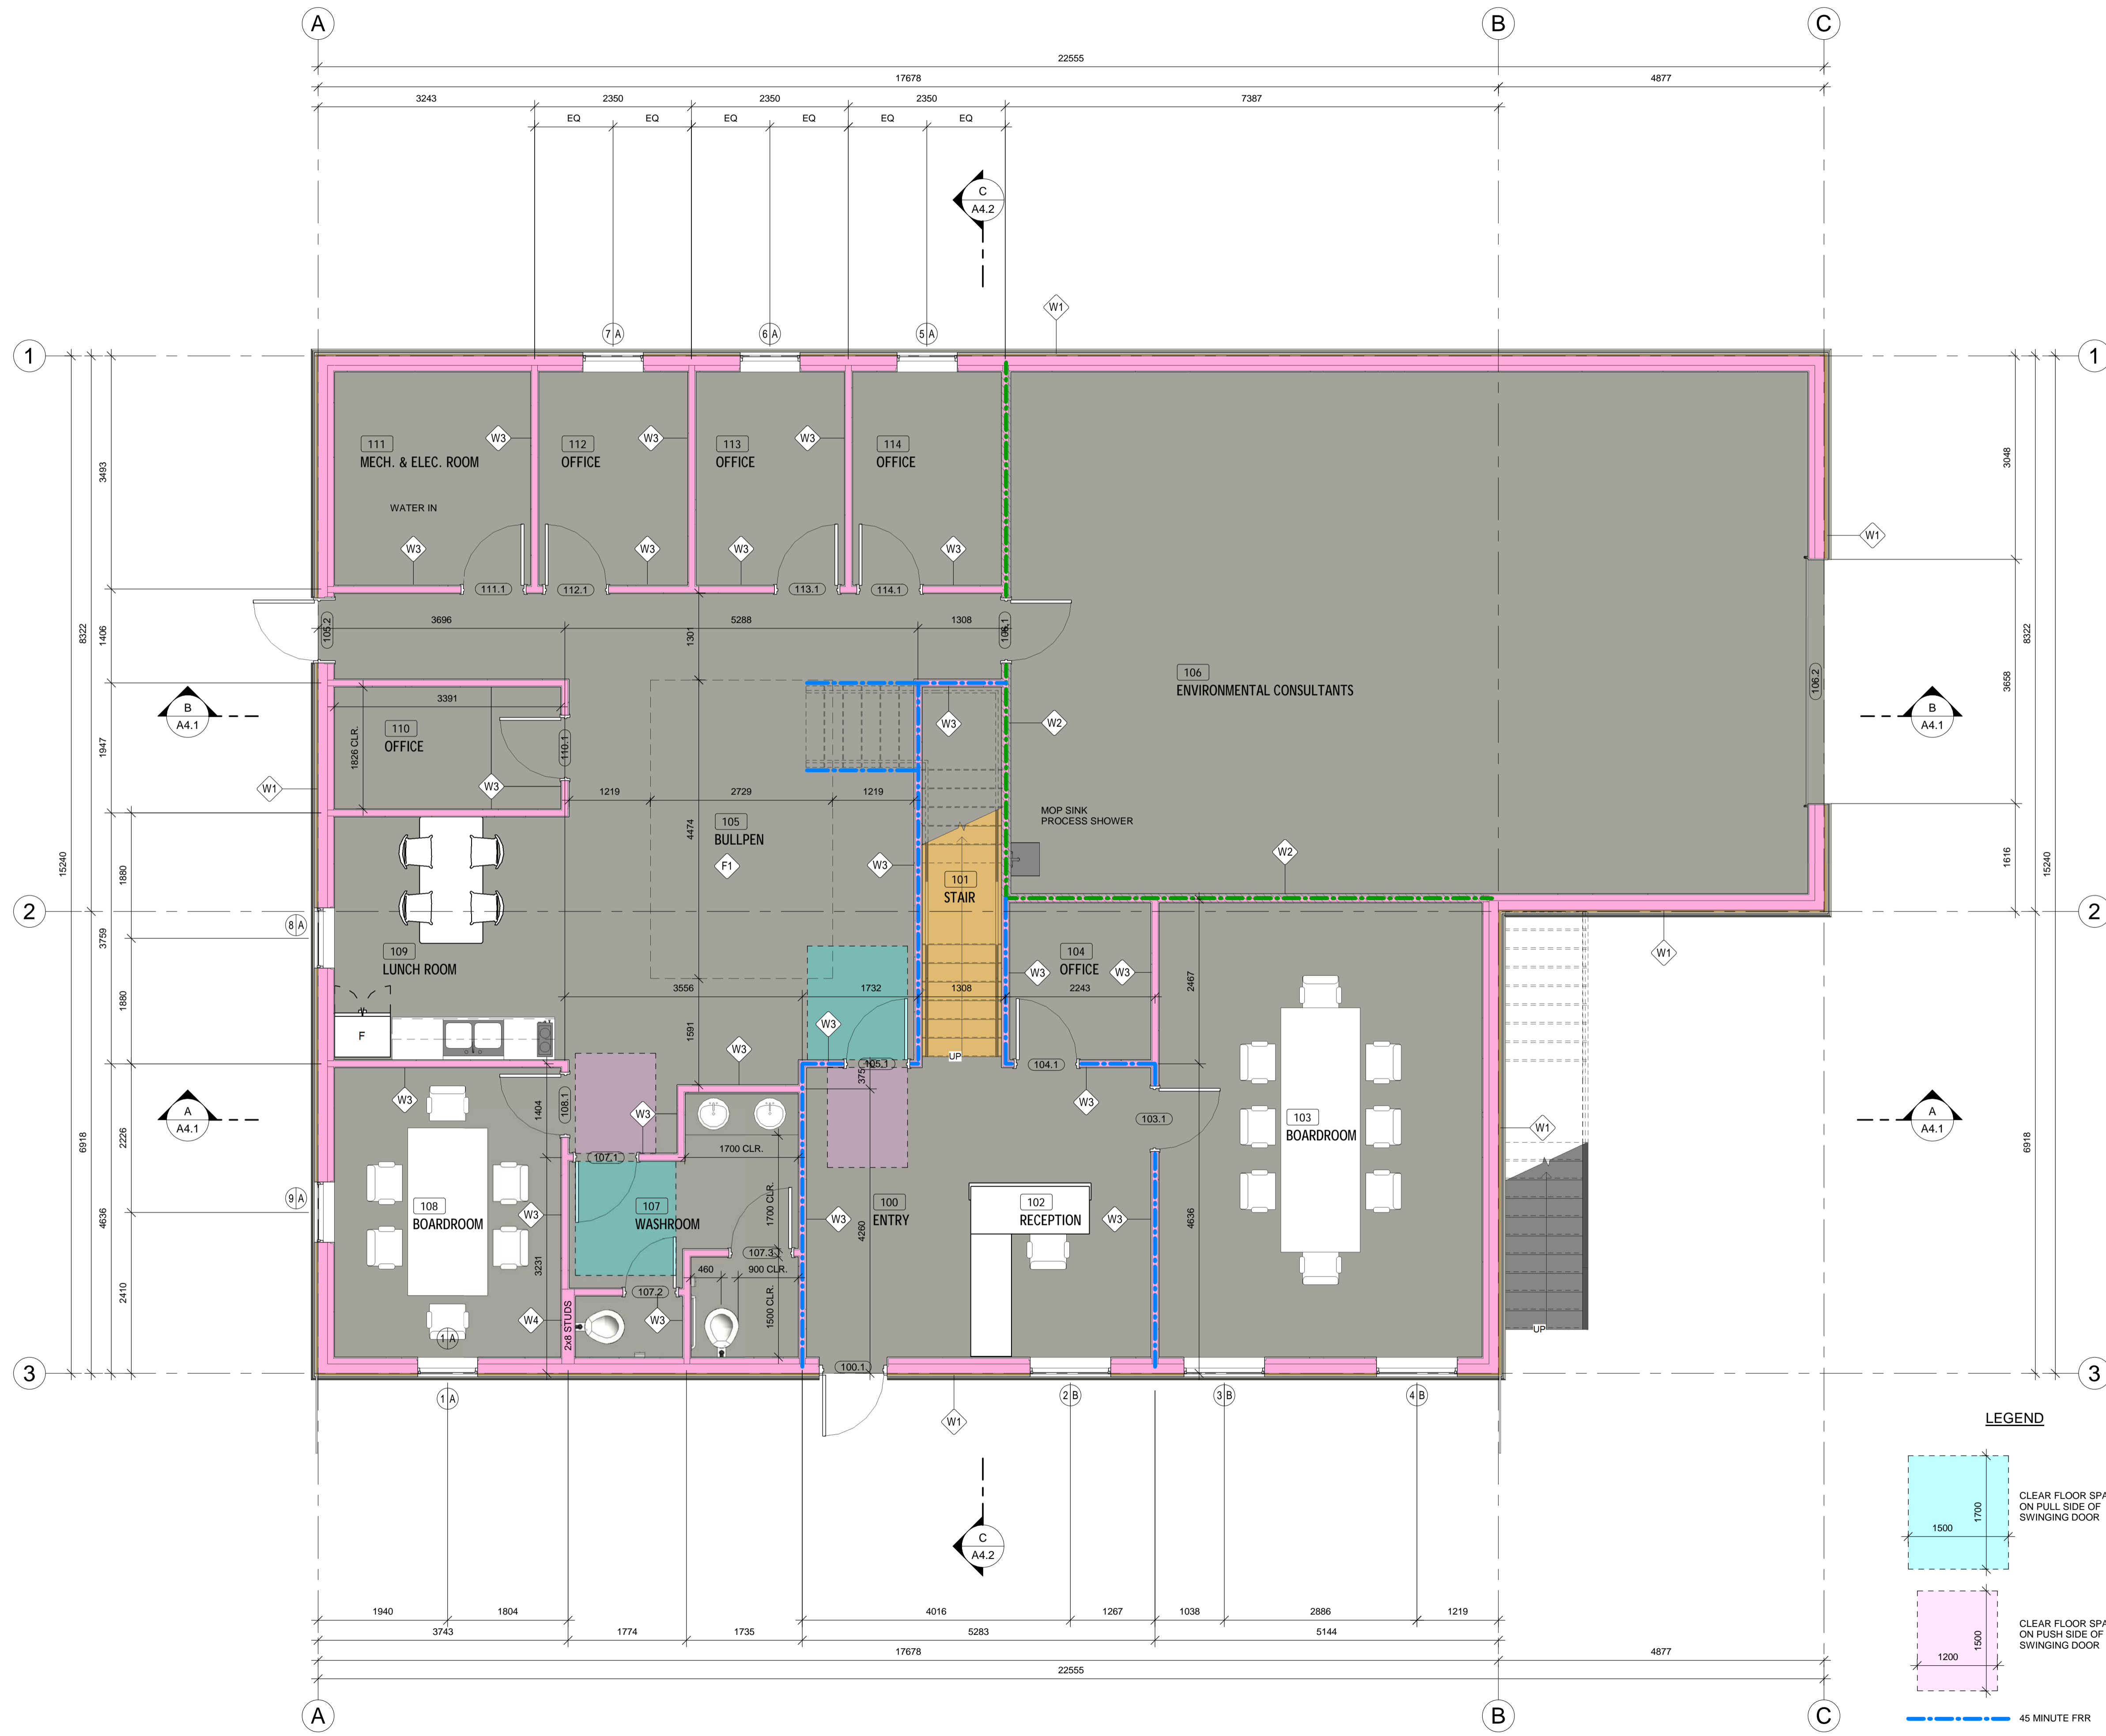 A
B
C
22555
17678
4877
3243
2350
2350
2350
7387
EQ
EQ
EQ
EQ
EQ
EQ
C
A4.2
W1
7 A
6 A
5 A
1
1
111
MECH. & ELEC. ROOM
W3
112
OFFICE
W3
113
OFFICE
W3
114
OFFICE
3493
3048
WATER IN
W3
W3
W3
W3
W1
111.1
112.1
113.1
114.1
105.2
3696
5288
1308
1301
106.1
8322
1406
8322
106
ENVIRONMENTAL CONSULTANTS
106.2
3658
B
A4.1
3391
110
OFFICE
1826 CLR.
110.1
W3
W3
W2
B
A4.1
1947
W1
1219
2729
1219
105
BULLPEN
4474
F1
W3
MOP SINK
PROCESS SHOWER
W2
1616
15240
15240
1880
101
STAIR
2
2
8 A
3759
109
LUNCH ROOM
104
OFFICE
W3
W3
W1
1880
3556
1732
1308
2243
2467
F
1591
W3
W3
UP
105.1
104.1
375
W3
A
A4.1
W3
1404
108.1
W3
103.1
103
BOARDROOM
W1
A
A4.1
6918
2226
107.1
1700 CLR.
6918
9 A
4636
108
BOARDROOM
W3
107
WASHROOM
1700 CLR.
W3
100
ENTRY
4260
102
RECEPTION
W3
4636
3231
107.3
460
900 CLR.
2410
107.2
1500 CLR.
W4
2x8 STUDS
W3
1 A
UP
3
3
100.1
1 A
W1
2 B
3 B
4 B
LEGEND
1700
1500
CLEAR FLOOR SPA
ON PULL SIDE OF
SWINGING DOOR
C
A4.2
1500
1200
CLEAR FLOOR SPA
ON PUSH SIDE OF
SWINGING DOOR
1940
1804
4016
1267
1038
2886
1219
3743
1774
1735
5283
5144
17678
4877
22555
A
B
C
45 MINUTE FRR